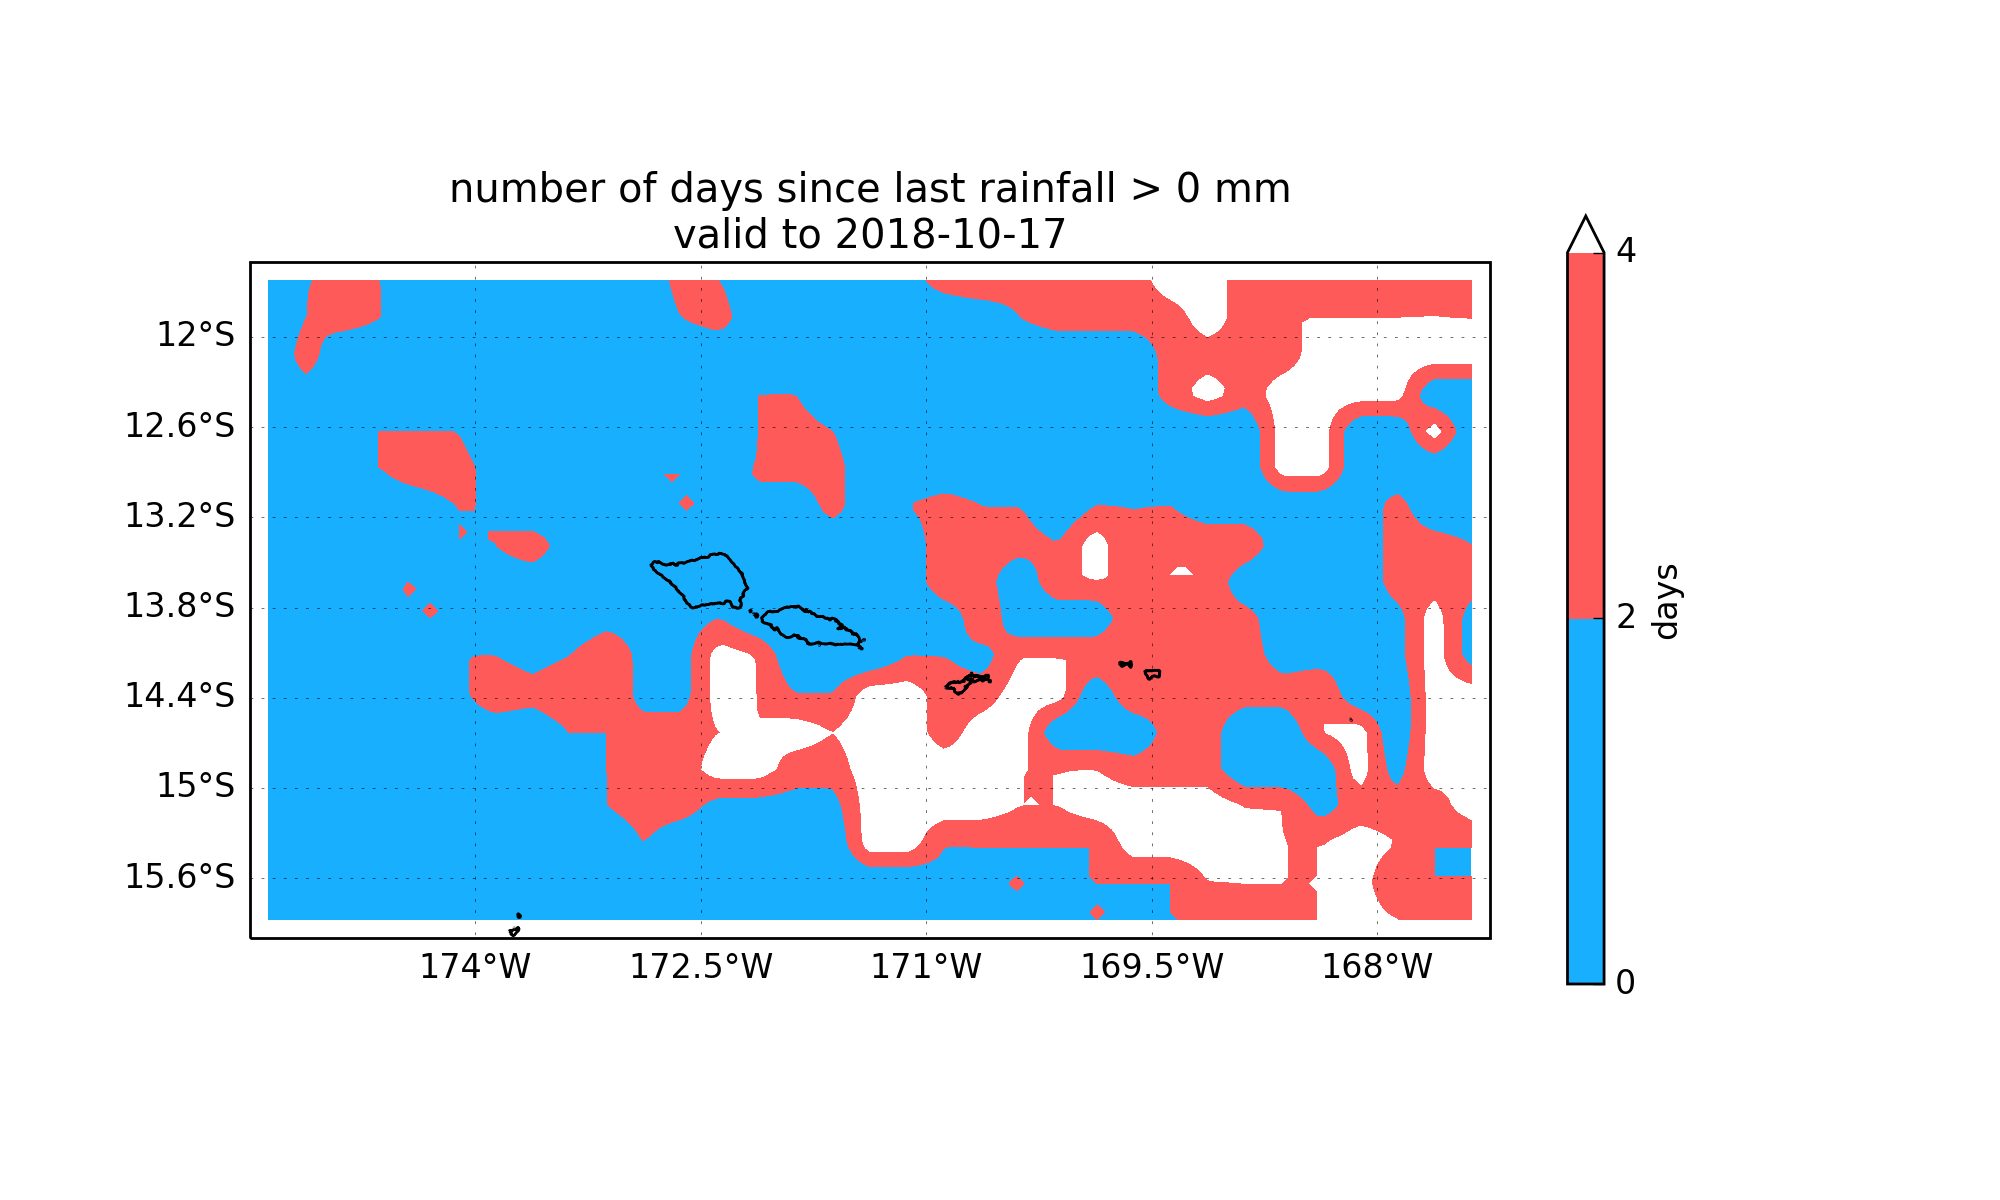 number of days since last rainfall > 0 mm
valid to 2018-10-17
12°S
12.6°S
13.2°S
13.8°S
14.4°S
15°S
15.6°S
174°W 172.5°W 171°W 169.5°W 168°W
4
2
0
days